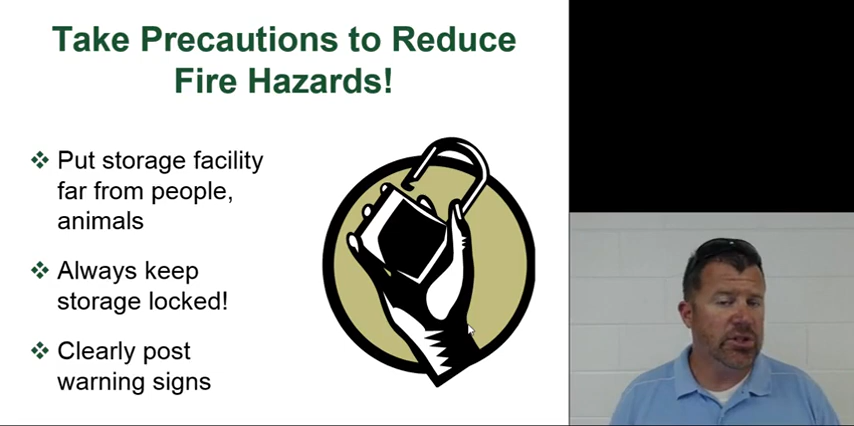 Take Precautions to Reduce
Fire Hazards!
❖ Put storage facility
far from people,
animals
❖ Always keep
storage locked!
❖ Clearly post
warning signs